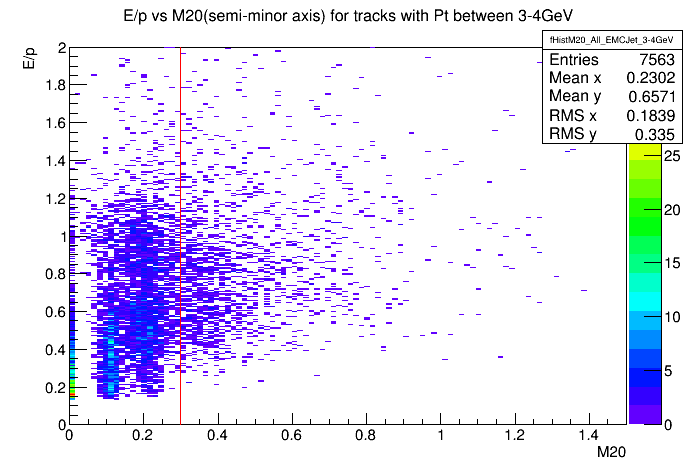 E/p vs M20(semi-minor axis) for tracks with Pt between 3-4GeV
fHistM20_All_EMCJet_3-4GeV
Entries 7563
Mean x 0.2302
Mean y 0.6571
RMS x 0.1839
RMS y 0.335
E/p
2
1.8
1.6
1.4
1.2
1
0.8
0.6
0.4
0.2
0
0 0.2 0.4 0.6 0.8 1 1.2 1.4
M20
25
20
15
10
5
0